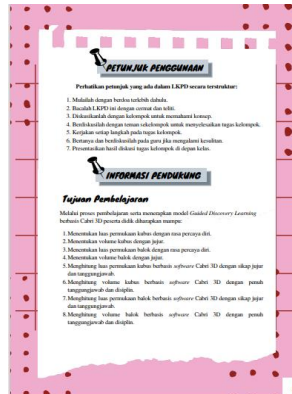 PETUNJUK PENGGUNAAN
Perhatikan petunjuk yang ada dalam LKPD secara terstruktur:
1. Mulailah dengan berdoa terlebih dahulu.
2. Bacalah LKPD ini dengan cermat dan teliti.
3. Diskusikanlah dengan kelompok untuk memahami konsep.
4. Berdiskusilah dengan teman sekelompok untuk menyelesaikan tugas kelompok.
5. Kerjakan setiap langkah pada tugas kelompok.
6. Bertanya dan berdiskusilah pada guru jika mengalami kesulitan.
7. Presentasikan hasil diskusi tugas kelompok di depan kelas.
INFORMASI PENDUKUNG
Tujuan Pembelajaran
Melalui proses pembelajaran serta menerapkan model Guided Discovery Learning
berbasis Cabri 3D peserta didik diharapkan mampu:
1. Menentukan luas permukaan kubus dengan rasa percaya diri.
2. Menentukan volume kubus dengan jujur.
3. Menentukan luas permukaan balok dengan rasa percaya diri.
4. Menentukan volume balok dengan jujur.
5. Menghitung luas permukaan kubus berbasis software Cabri 3D dengan sikap jujur
dan tanggungjawab.
6. Menghitung volume kubus berbasis software Cabri 3D dengan penuh
tanggungjawab dan disiplin.
7. Menghitung luas permukaan balok berbasis software Cabri 3D dengan sikap jujur
dan tanggungjawab.
8. Menghitung volume balok berbasis software Cabri 3D dengan penuh
tanggungjawab dan disiplin.